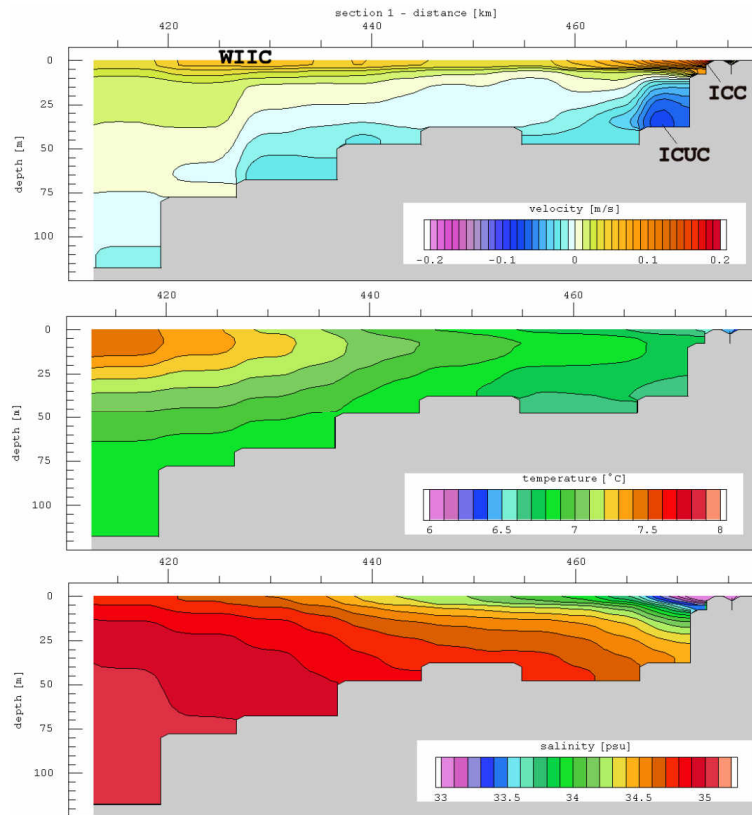 section 1 - distance [km]
420 440 460
WIIC
ICC
ICUC
0
25
50
75
100
depth [m]
velocity [m/s]
-0.2 -0.1 0 0.1 0.2
420 440 460
0
25
50
75
100
depth [m]
temperature [°C]
6 6.5 7 7.5 8
420 440 460
0
25
50
75
100
depth [m]
salinity [psu]
33 33.5 34 34.5 35